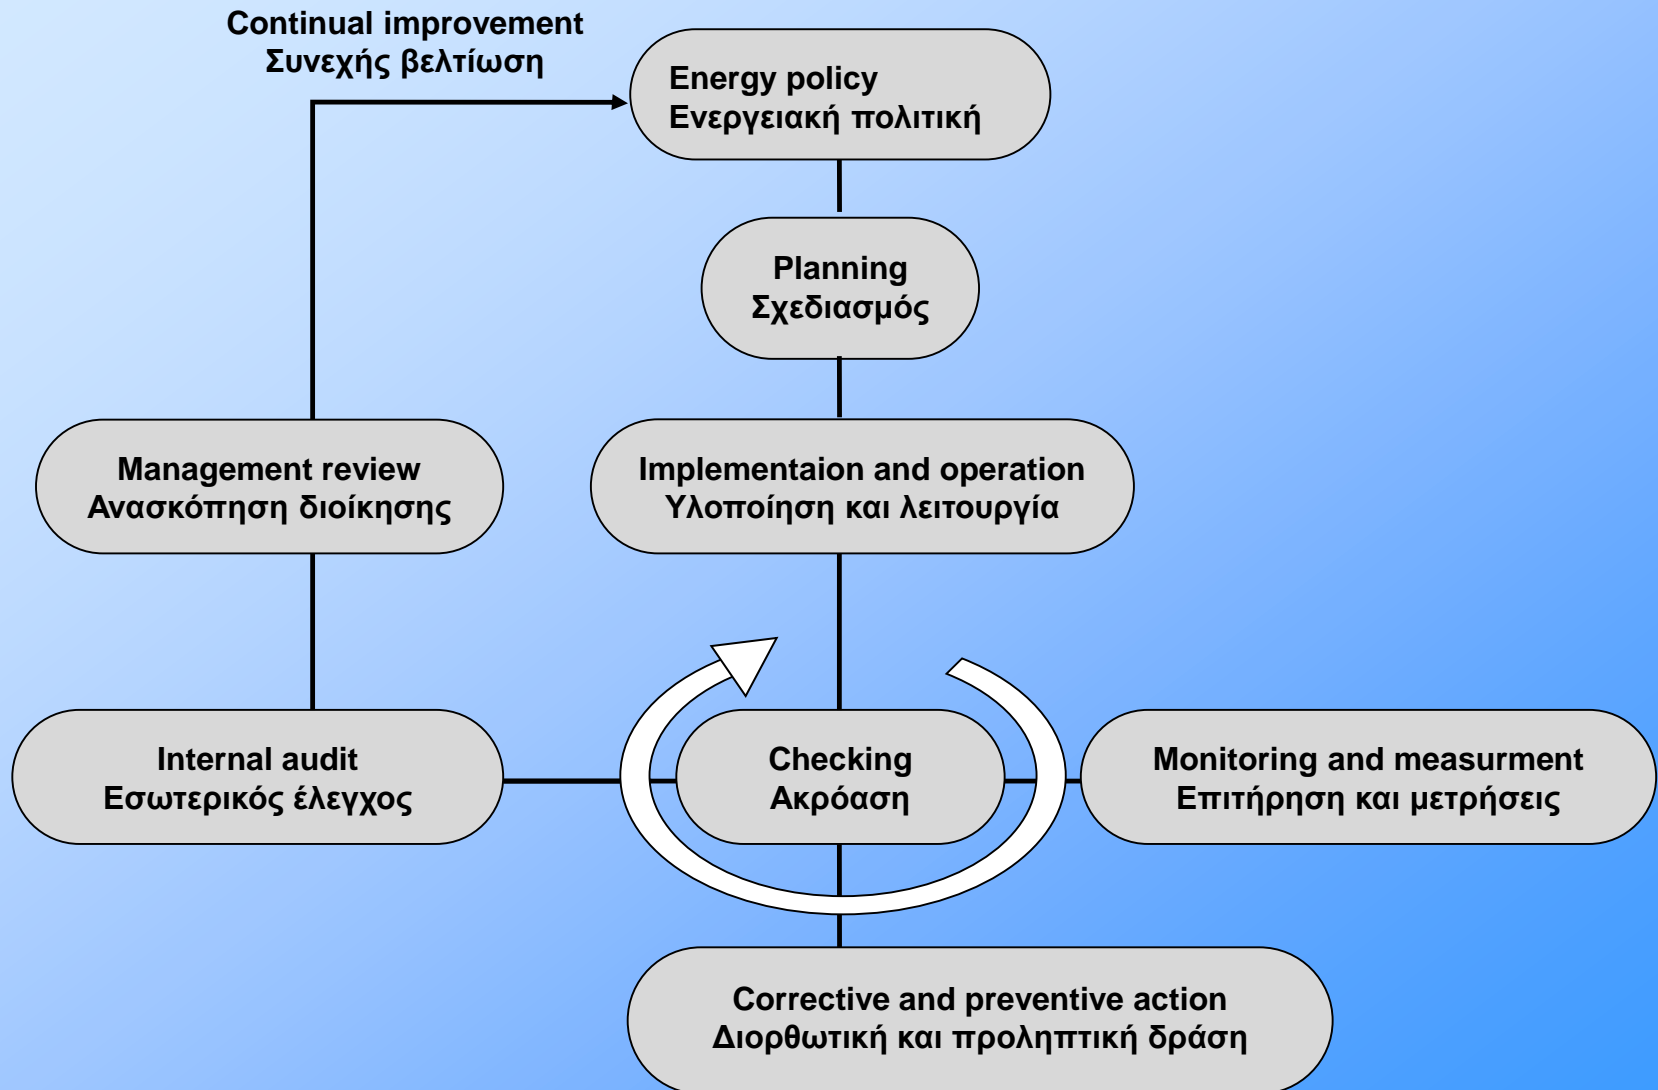 Continual improvement
Συνεχής βελτίωση
Energy policy
Ενεργειακή πολιτική
Planning
Σχεδιασμός
Management review
Ανασκόπηση διοίκησης
Implementaion and operation
Υλοποίηση και λειτουργία
Internal audit
Εσωτερικός έλεγχος
Checking
Ακρόαση
Monitoring and measurment
Επιτήρηση και μετρήσεις
Corrective and preventive action
Διορθωτική και προληπτική δράση